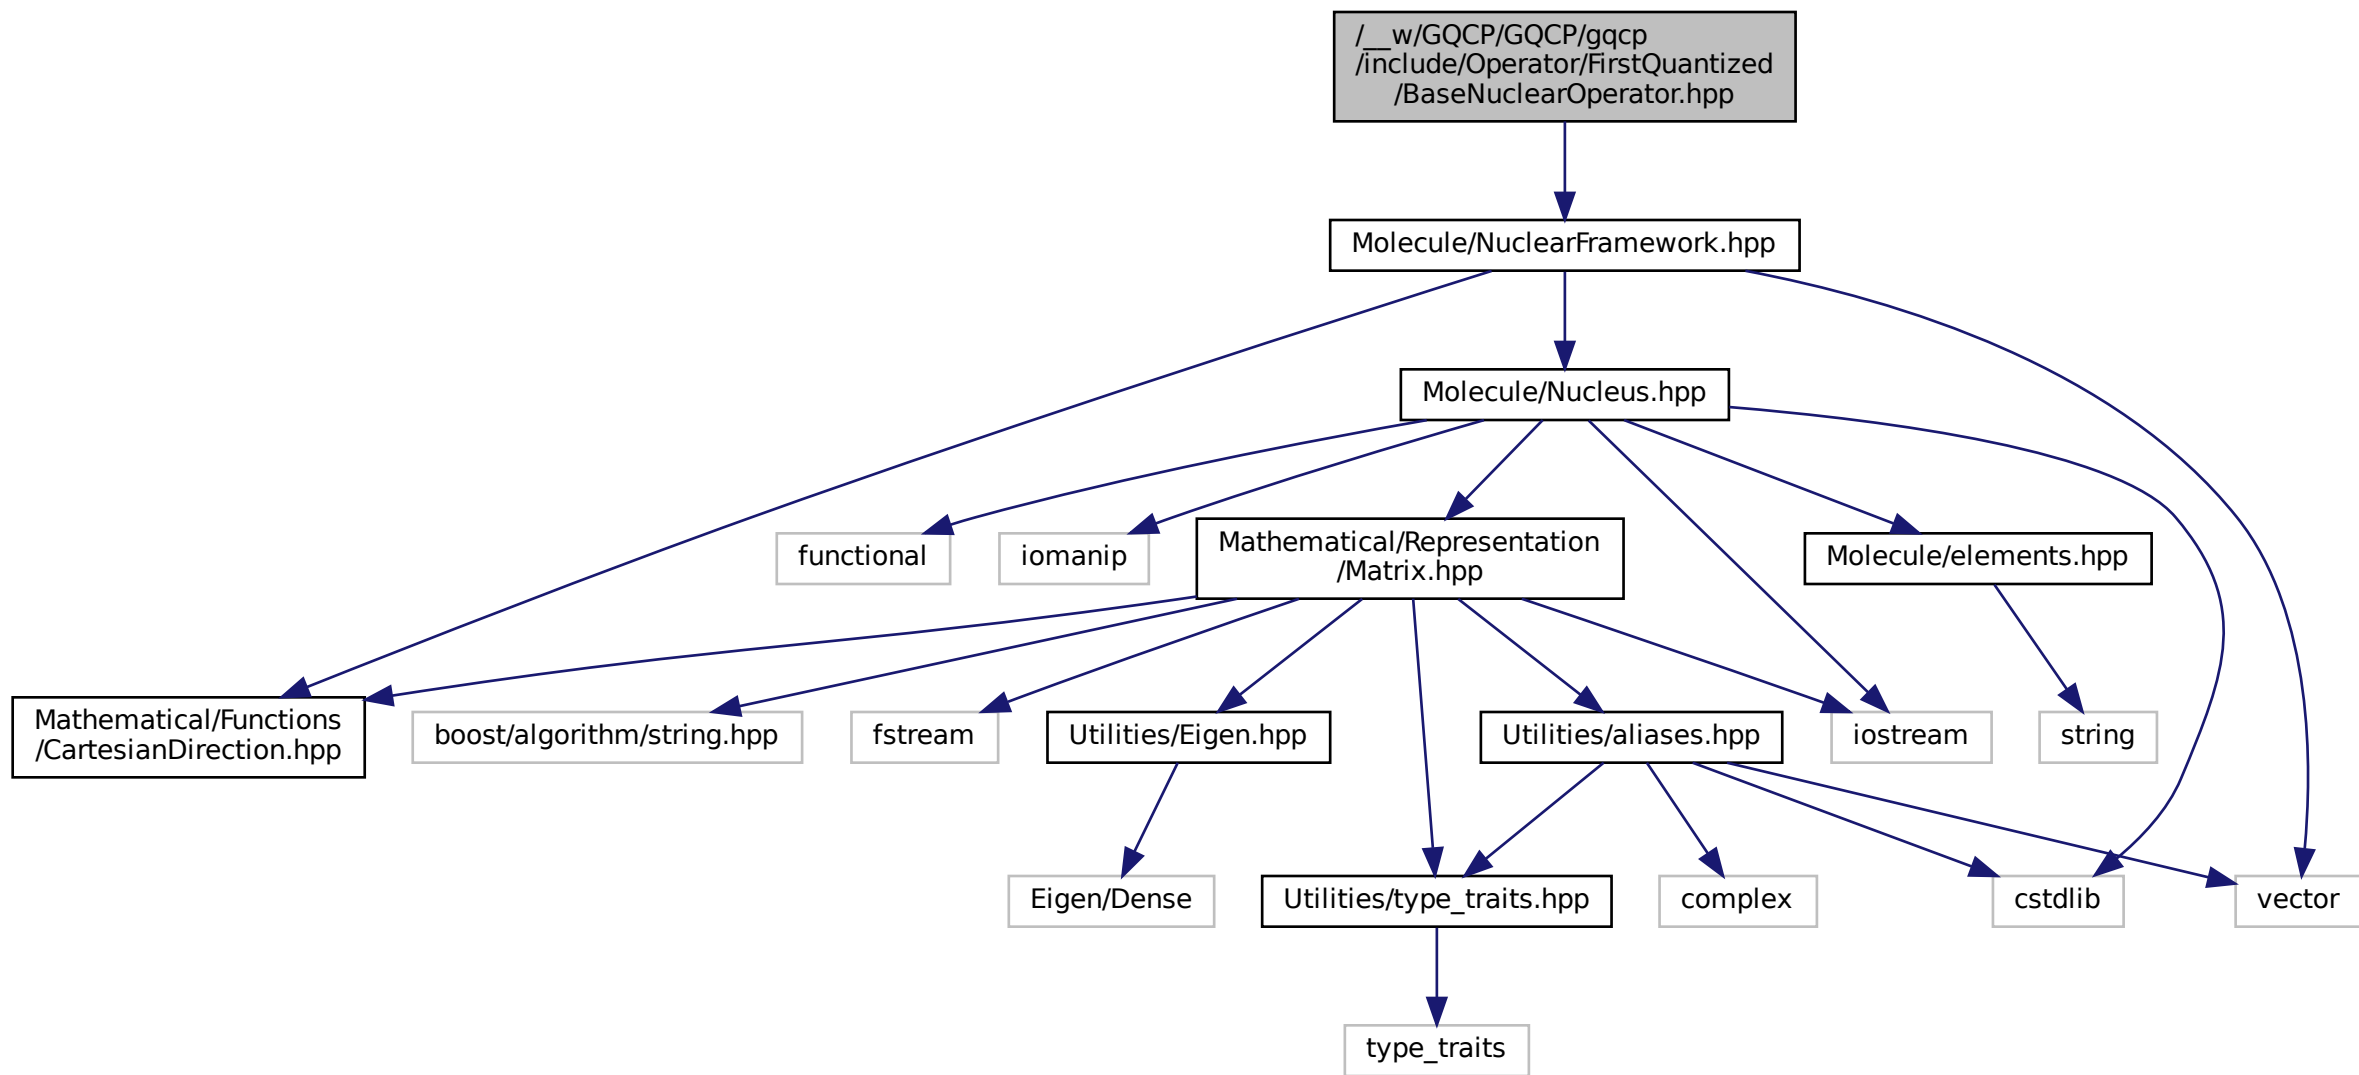 /__w/GQCP/GQCP/gqcp
/include/Operator/FirstQuantized
/BaseNuclearOperator.hpp
Molecule/NuclearFramework.hpp
Molecule/Nucleus.hpp
functional
iomanip
Mathematical/Representation
/Matrix.hpp
Molecule/elements.hpp
Mathematical/Functions
/CartesianDirection.hpp
boost/algorithm/string.hpp
fstream
Utilities/Eigen.hpp
Utilities/aliases.hpp
iostream
string
Eigen/Dense
Utilities/type_traits.hpp
complex
cstdlib
vector
type_traits